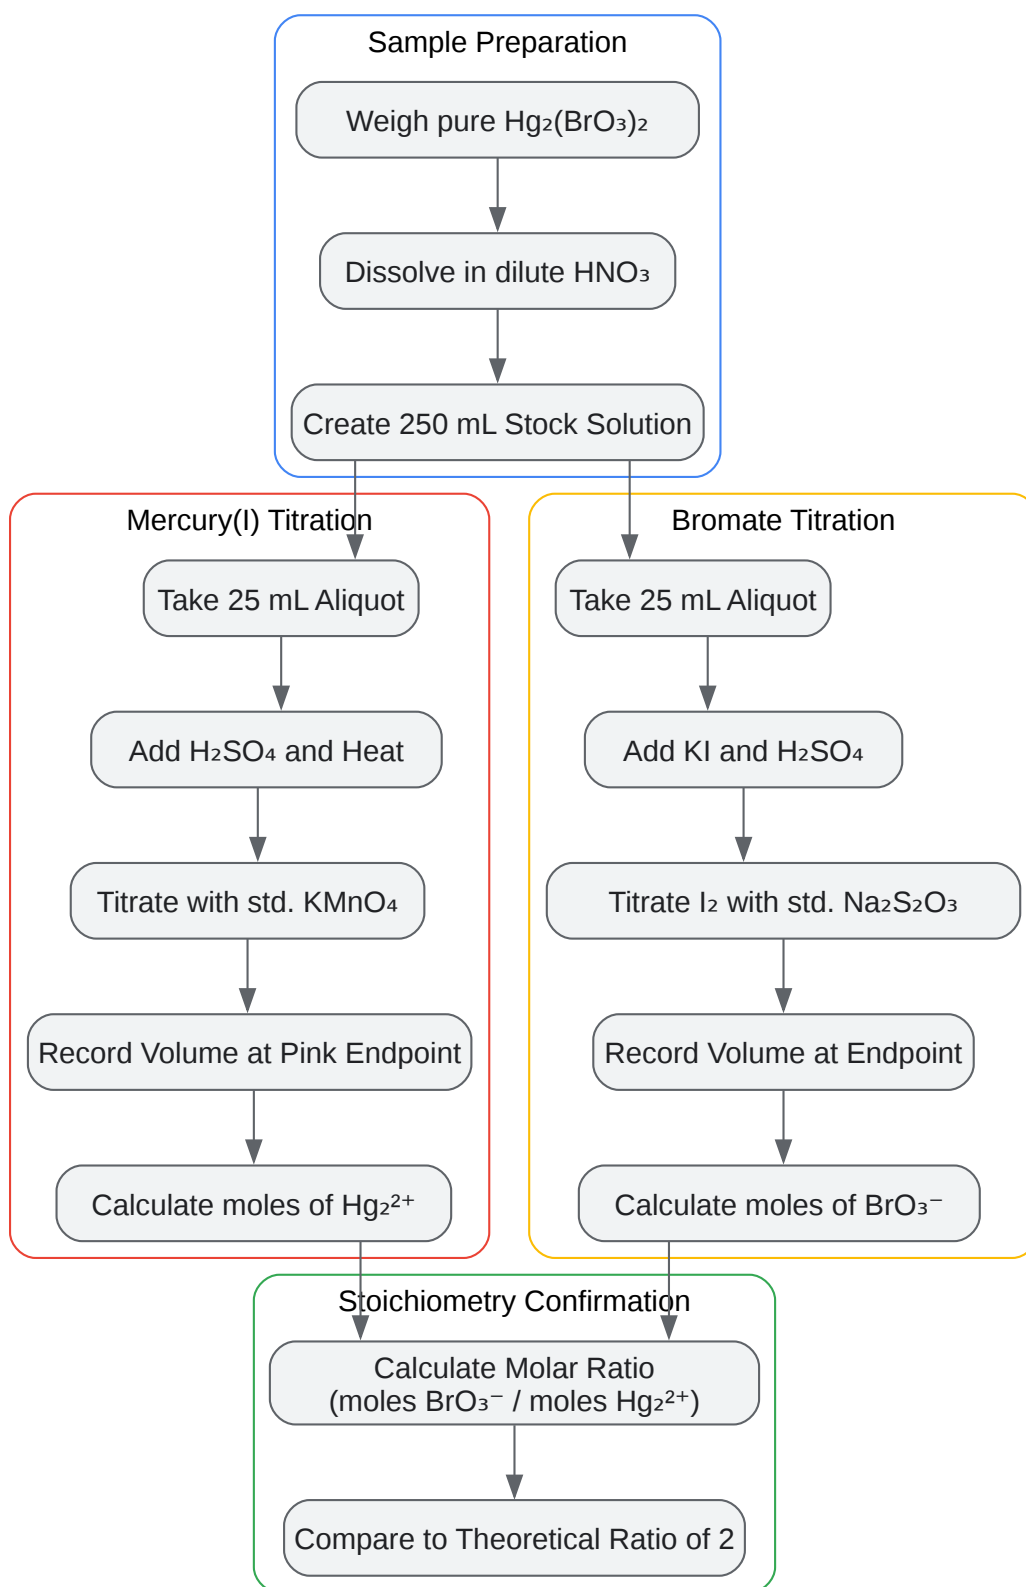 Sample Preparation
Weigh pure Hg₂(BrO₃)₂
Dissolve in dilute HNO₃
Create 250 mL Stock Solution
Mercury(I) Titration
Take 25 mL Aliquot
Add H₂SO₄ and Heat
Titrate with std. KMnO₄
Record Volume at Pink Endpoint
Calculate moles of Hg₂²⁺
Bromate Titration
Take 25 mL Aliquot
Add KI and H₂SO₄
Titrate I₂ with std. Na₂S₂O₃
Record Volume at Endpoint
Calculate moles of BrO₃⁻
Stoichiometry Confirmation
Calculate Molar Ratio
(moles BrO₃⁻ / moles Hg₂²⁺)
Compare to Theoretical Ratio of 2